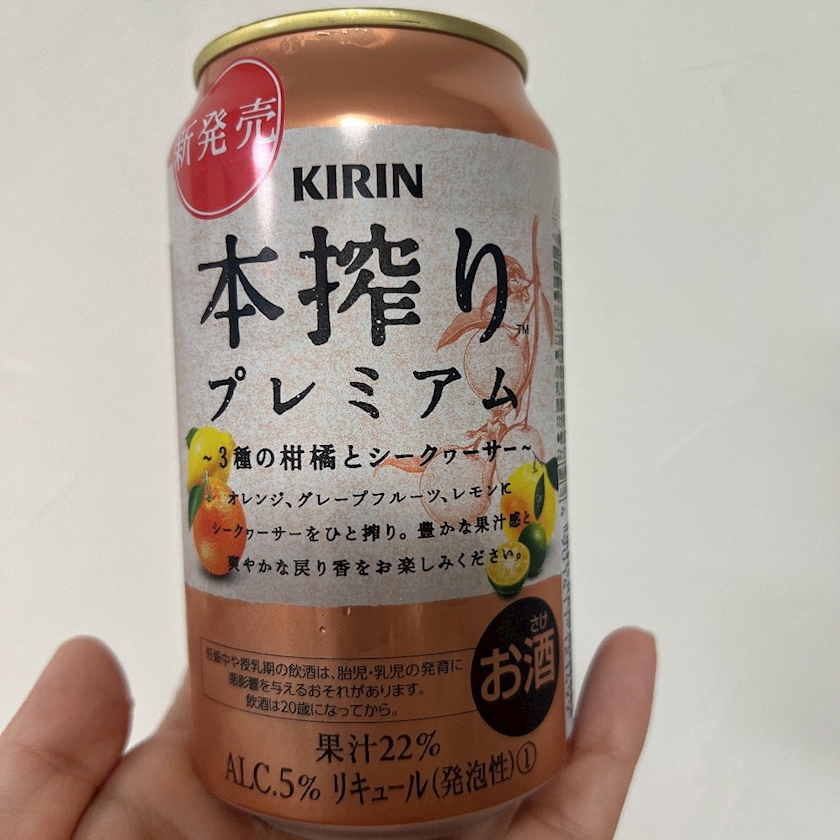 新発売
KIRIN
本搾り™
プレミアム
~3種の柑橘とシークヮーサー~
オレンジ、グレープフルーツ、レモンに
シークヮーサーをひと搾り。豊かな果汁感と
爽やかな戻り香をお楽しみください。
妊娠中や授乳期の飲酒は、胎児・乳児の発育に
悪影響を与えるおそれがあります。
飲酒は20歳になってから。
さけ
お酒
果汁22%
ALC.5% リキュール(発泡性)①